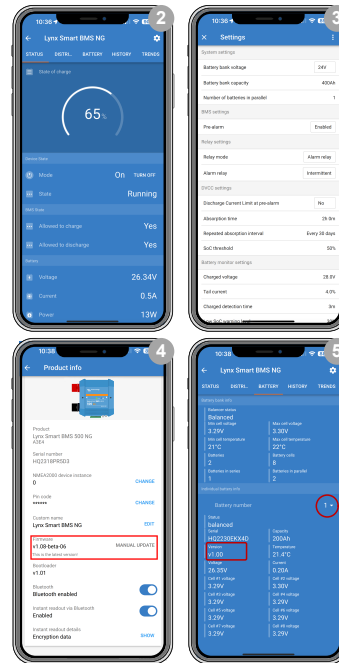 10:36
2
Lynx Smart BMS NG
STATUS DISTRI.. BATTERY HISTORY TRENDS
State of charge
65%
Device State
Mode On TURN OFF
State Running
BMS State
Allowed to charge Yes
Allowed to discharge Yes
Battery
Voltage 26.34V
Current 0.5A
Power 13W
10:36
3
Settings
System settings
Battery bank voltage 24V
Battery bank capacity 400Ah
Number of batteries in parallel 1
BMS settings
Pre-alarm Enabled
Relay settings
Relay mode Alarm relay
Alarm relay Intermittent
DVCC settings
Discharge Current Limit at pre-alarm No
Absorption time 2h 0m
Repeated absorption interval Every 30 days
SoC threshold 50%
Battery monitor settings
Charged voltage 28.0V
Tail current 4.0%
Charged detection time 3m
10:38
4
Product info
Product
Lynx Smart BMS 500 NG
A3E4
Serial number
HQ2318PR5D3
NMEA2000 device instance
0 CHANGE
Pin code
•••••• CHANGE
Custom name
Lynx Smart BMS NG EDIT
Firmware
v1.08-beta-06 MANUAL UPDATE
This is the latest version!
Bootloader
v1.01
Bluetooth
Bluetooth enabled
Instant readout via Bluetooth
Enabled
Instant readout details
Encryption data SHOW
10:38
5
Lynx Smart BMS NG
STATUS DISTRI.. BATTERY HISTORY TRENDS
Battery bank info
Balancer status
Balanced
Min cell voltage Max cell voltage
3.29V 3.30V
Min cell temperature Max cell temperature
21°C 22°C
Batteries Battery cells
2 8
Batteries in series Batteries in parallel
1 2
Individual battery info
Battery number 1
Status
balanced
Serial Capacity
HQ2230EKX4D 200Ah
Version Temperature
v1.00 21.4°C
Voltage Current
26.35V 0.20A
Cell #1 voltage Cell #2 voltage
3.29V 3.30V
Cell #3 voltage Cell #4 voltage
3.29V 3.29V
Cell #5 voltage Cell #6 voltage
3.29V 3.29V
Cell #7 voltage Cell #8 voltage
3.29V 3.29V